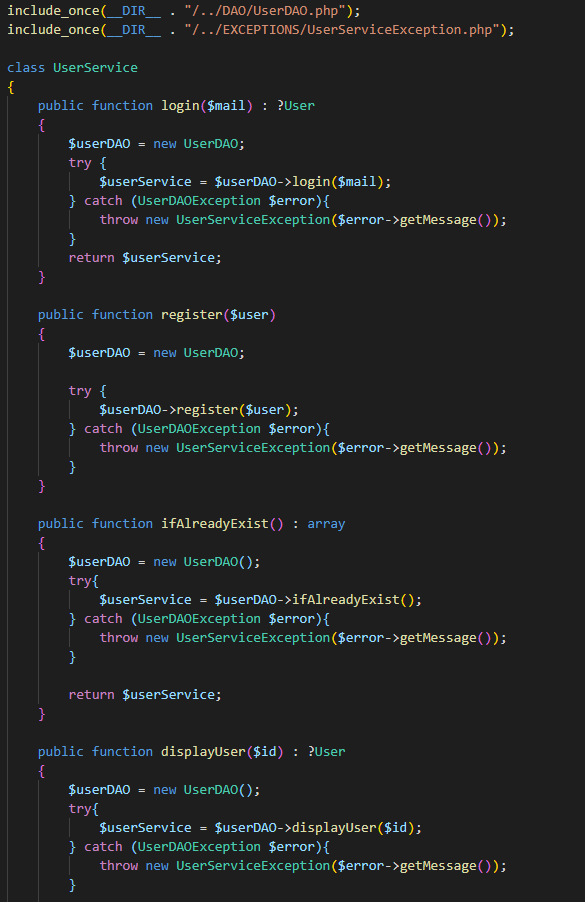 include_once(__DIR__ . "/../DAO/UserDAO.php");
include_once(__DIR__ . "/../EXCEPTIONS/UserServiceException.php");

class UserService
{
    public function login($mail) : ?User
    {
        $userDAO = new UserDAO;
        try {
            $userService = $userDAO->login($mail);
        } catch (UserDAOException $error){
            throw new UserServiceException($error->getMessage());
        }
        return $userService;
    }

    public function register($user)
    {
        $userDAO = new UserDAO;

        try {
            $userDAO->register($user);
        } catch (UserDAOException $error){
            throw new UserServiceException($error->getMessage());
        }
    }

    public function ifAlreadyExist() : array
    {
        $userDAO = new UserDAO();
        try{
            $userService = $userDAO->ifAlreadyExist();
        } catch (UserDAOException $error){
            throw new UserServiceException($error->getMessage());
        }

        return $userService;
    }

    public function displayUser($id) : ?User
    {
        $userDAO = new UserDAO();
        try{
            $userService = $userDAO->displayUser($id);
        } catch (UserDAOException $error){
            throw new UserServiceException($error->getMessage());
        }